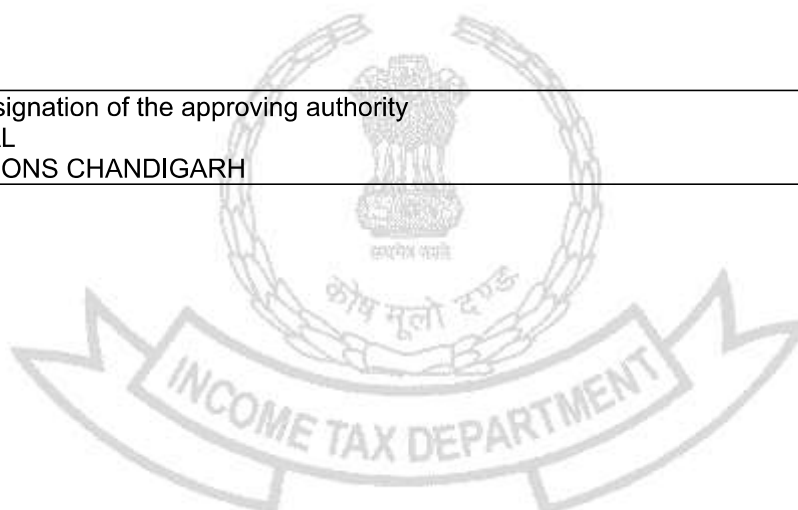 signation of the approving authority
L
ONS CHANDIGARH
सत्यमेव जयते
कोष मूलो दण्डः
INCOME TAX DEPARTMENT